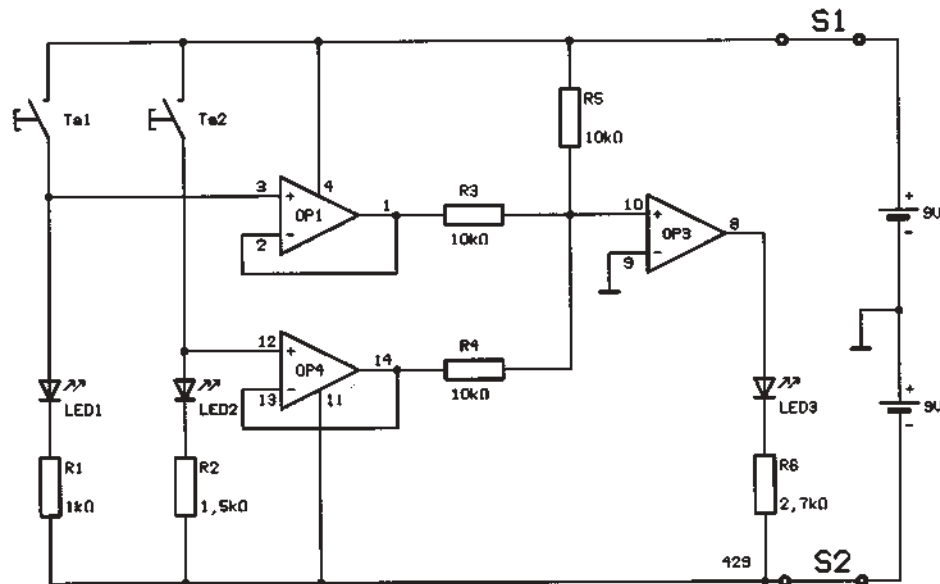 S1
Ta1
Ta2
R5
10kΩ
3
+
4
OP1
1
2
-
R3
10kΩ
10
+
OP3
8
9
-
+
9V
-
12
+
14
OP4
13
-
11
R4
10kΩ
LED1
LED2
LED3
+
9V
-
R1
1kΩ
R2
1,5kΩ
R6
2,7kΩ
429
S2